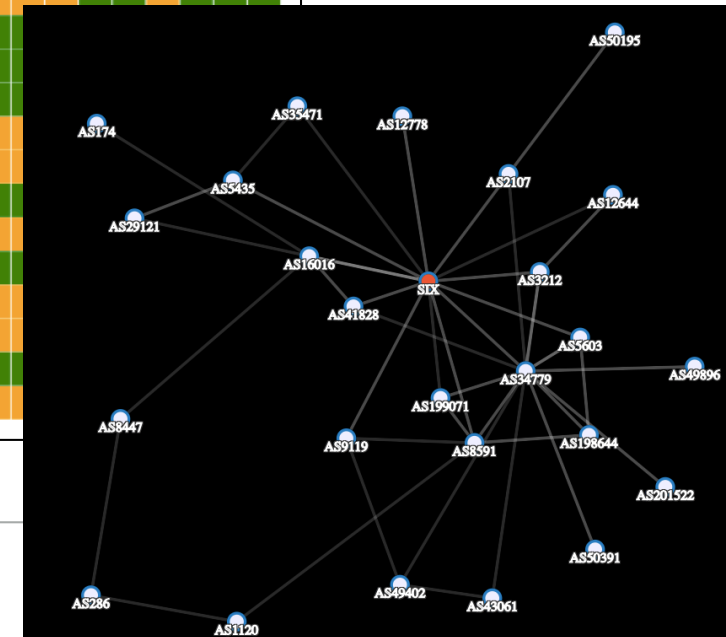 AS50195
AS35471
AS174
AS12778
AS5435
AS2107
AS12644
AS29121
AS16016
AS3212
SIX
AS41828
AS5603
AS34779
AS49896
AS199071
AS8447
AS9119
AS8591
AS198644
AS201522
AS50391
AS49402
AS286
AS43061
AS1120